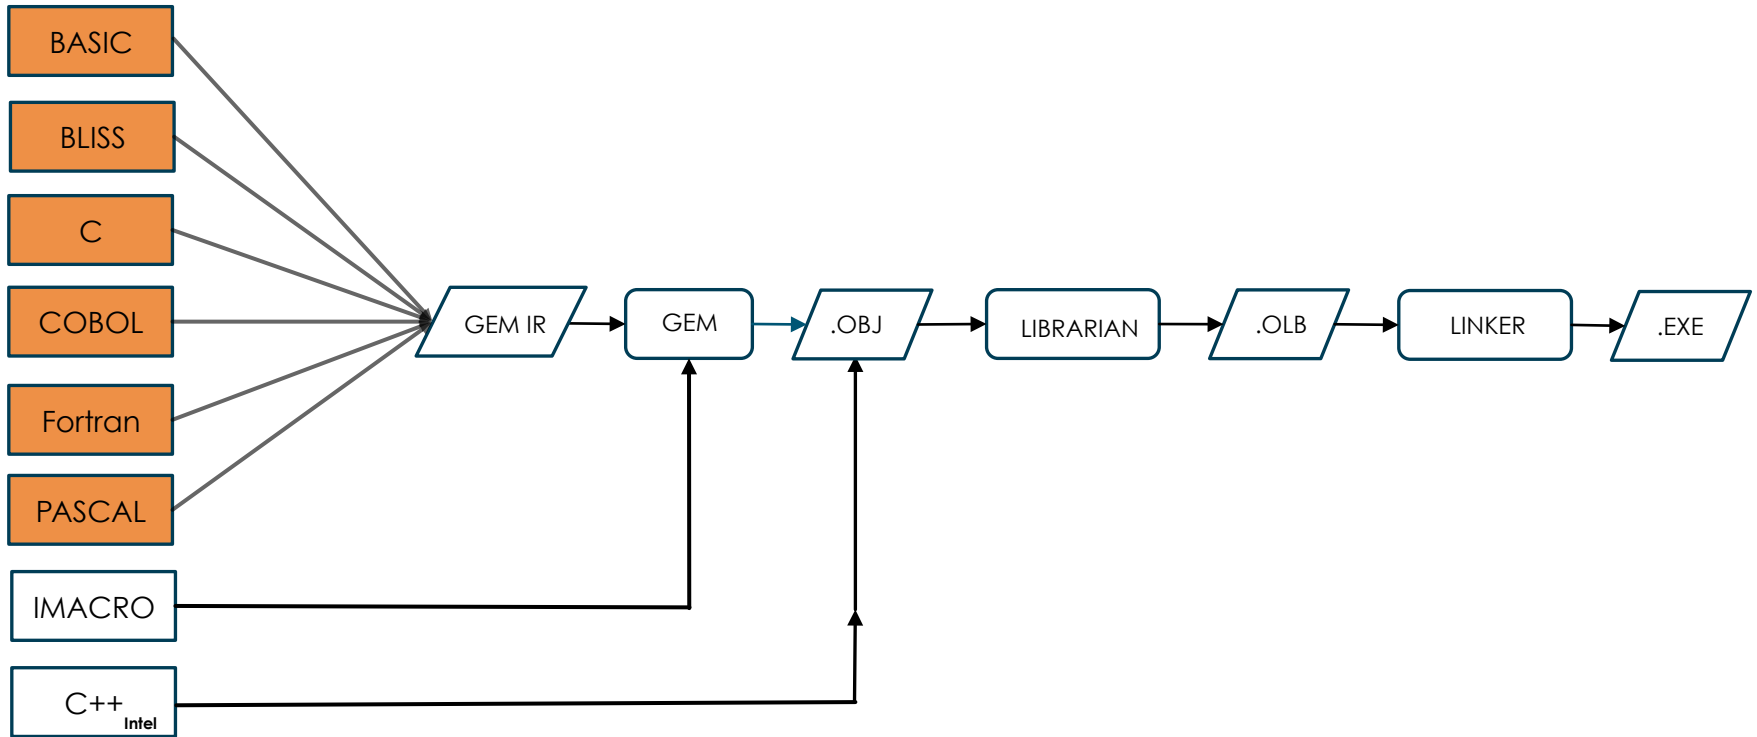 BASIC
BLISS
C
COBOL
Fortran
PASCAL
IMACRO
C++
Intel
GEM IR
GEM
.OBJ
LIBRARIAN
.OLB
LINKER
.EXE